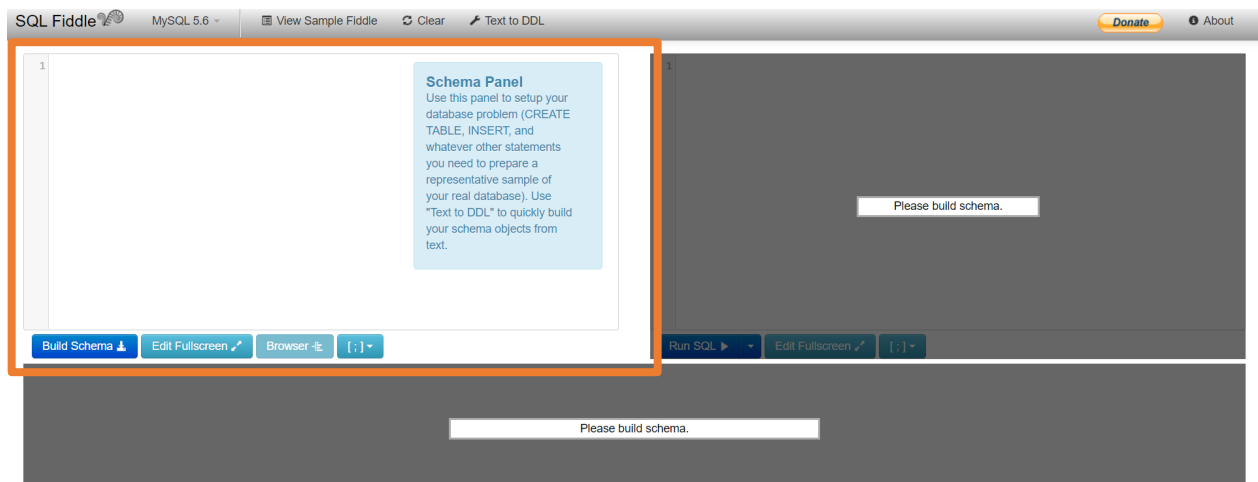 SQL Fiddle MySQL 5.6 View Sample Fiddle Clear Text to DDL Donate About
1
Schema Panel
Use this panel to setup your
database problem (CREATE
TABLE, INSERT, and
whatever other statements
you need to prepare a
representative sample of
your real database). Use
"Text to DDL" to quickly build
your schema objects from
text.
Build Schema Edit Fullscreen Browser [ ; ]
1
Please build schema.
Run SQL Edit Fullscreen [ ; ]
Please build schema.